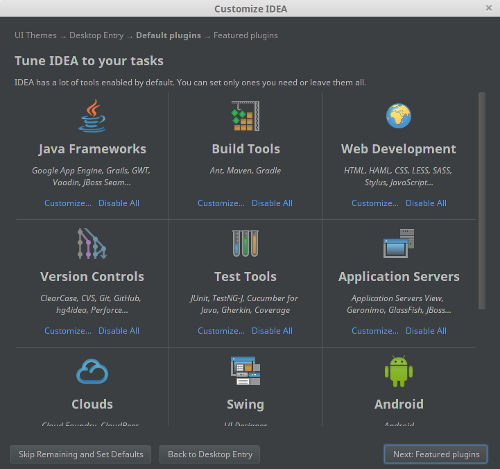 Customize IDEA
UI Themes → Desktop Entry → Default plugins → Featured plugins
Tune IDEA to your tasks
IDEA has a lot of tools enabled by default. You can set only ones you need or leave them all.
Java Frameworks
Google App Engine, Grails, GWT,
Vaadin, JBoss Seam...
Customize... Disable All
Build Tools
Ant, Maven, Gradle
Customize... Disable All
Web Development
HTML, HAML, CSS, LESS, SASS,
Stylus, JavaScript...
Customize... Disable All
Version Controls
ClearCase, CVS, Git, GitHub,
hg4idea, Perforce...
Customize... Disable All
Test Tools
JUnit, TestNG-J, Cucumber for
Java, Gherkin, Coverage
Customize... Disable All
Application Servers
Application Servers View,
Geronimo, GlassFish, JBoss...
Customize... Disable All
Clouds
Cloud Foundry, CloudBees
Swing
UI Designer
Android
Android
Skip Remaining and Set Defaults
Back to Desktop Entry
Next: Featured plugins